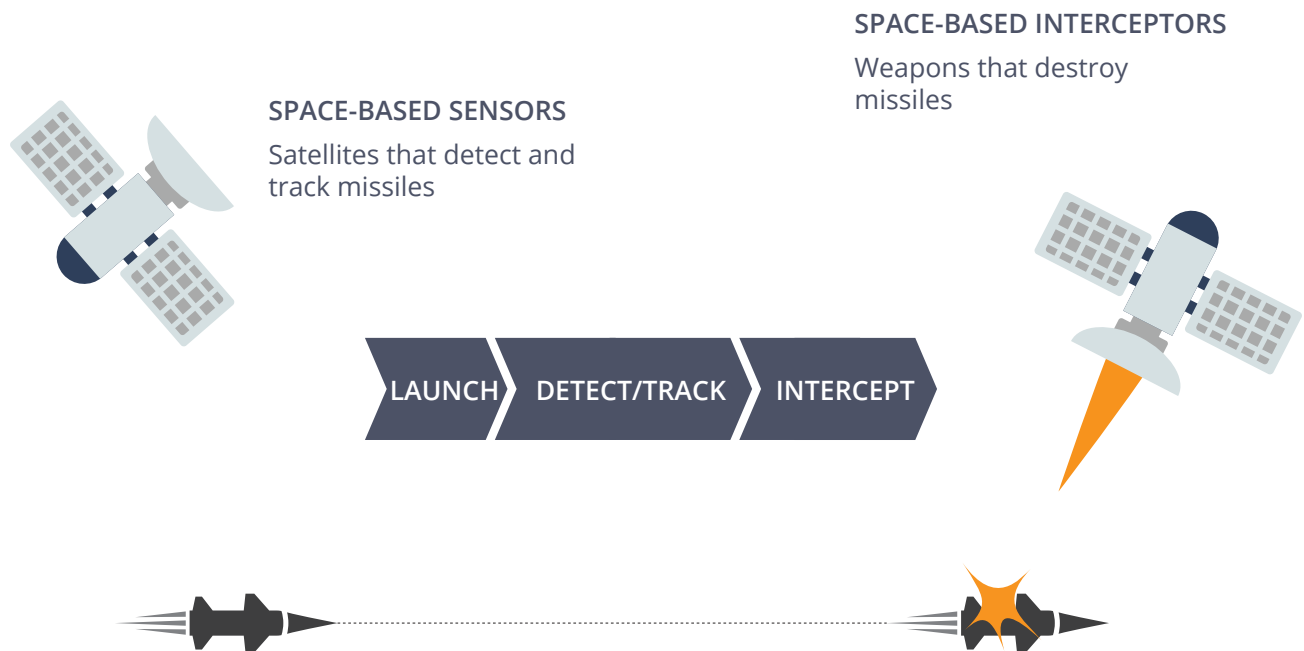 SPACE-BASED INTERCEPTORS
Weapons that destroy
missiles
SPACE-BASED SENSORS
Satellites that detect and
track missiles
LAUNCH
DETECT/TRACK
INTERCEPT